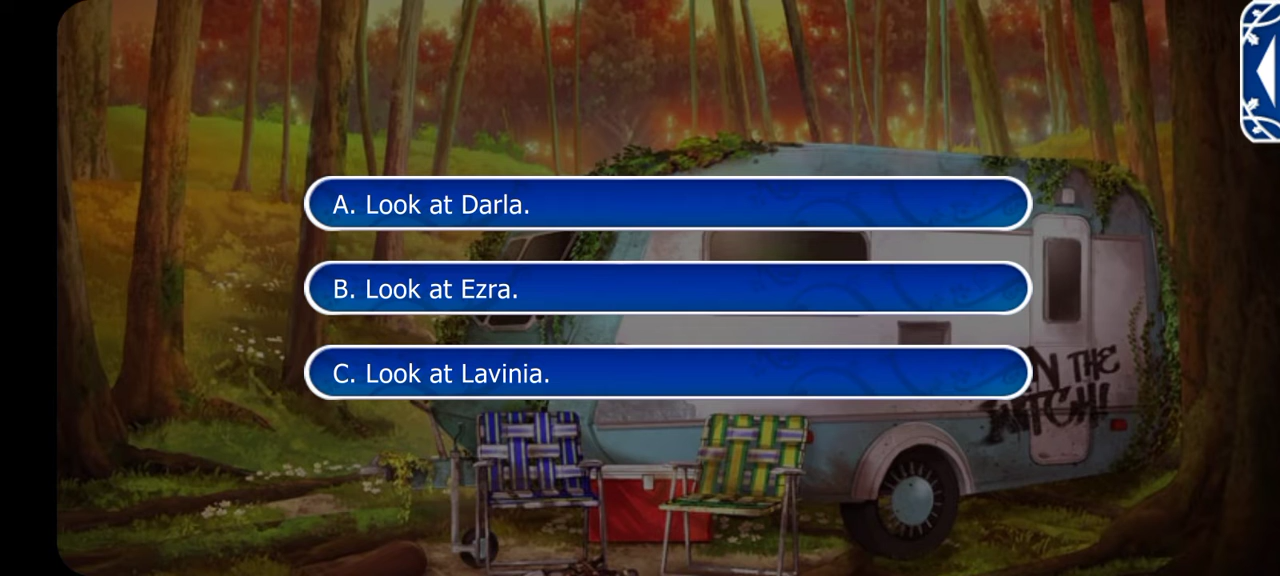 A. Look at Darla.
B. Look at Ezra.
C. Look at Lavinia.
THE